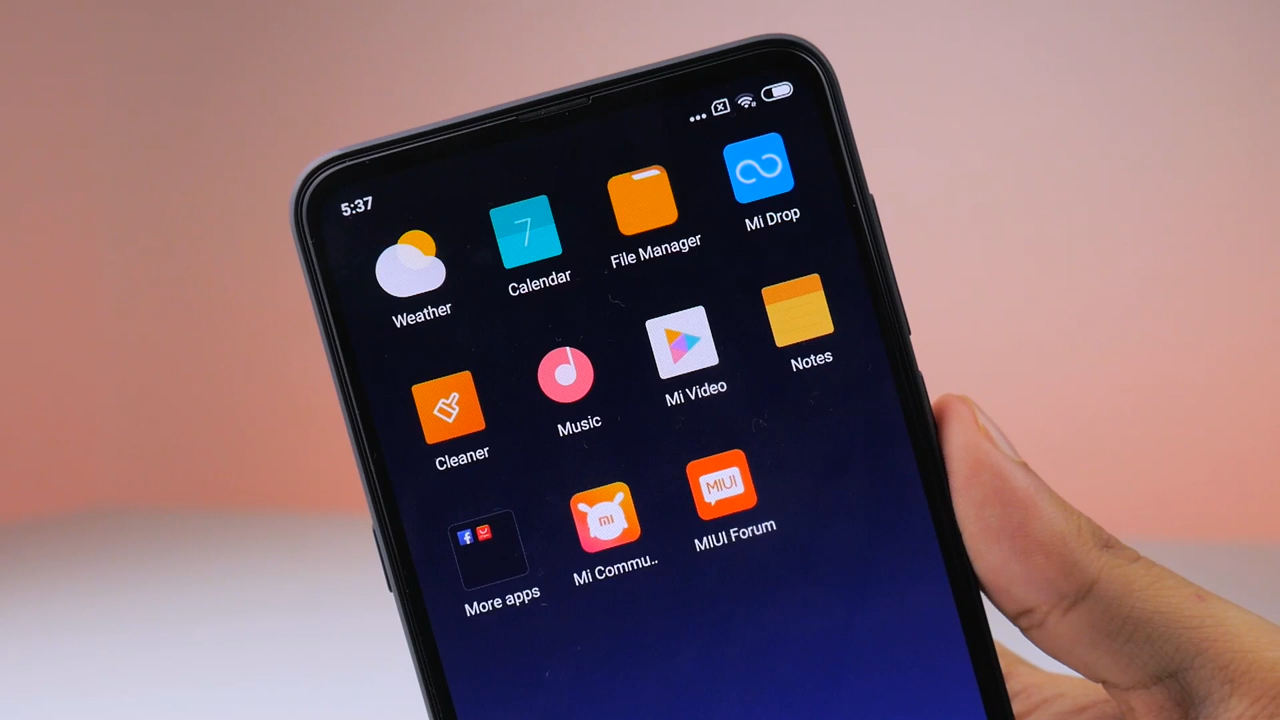 5:37
7
Weather
Calendar
File Manager
Mi Drop
Cleaner
Music
Mi Video
Notes
f
mi
MIUI
More apps
Mi Commu..
MIUI Forum